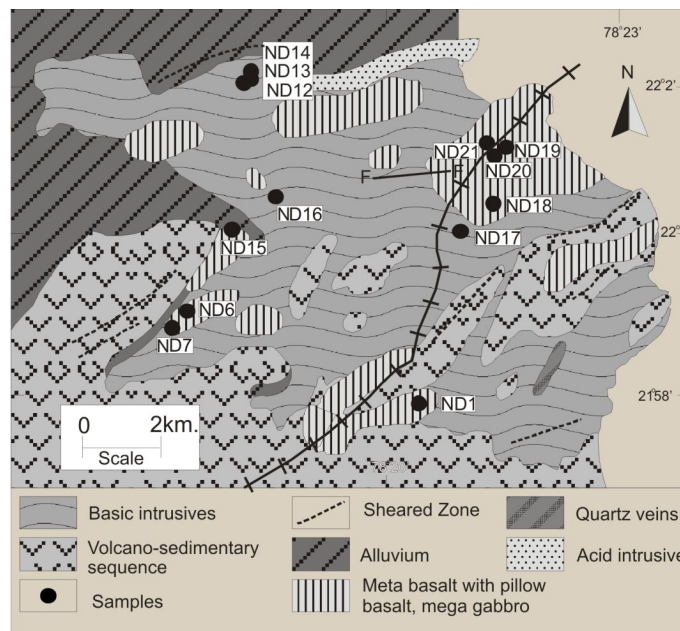 78°23'
ND14
ND13
ND12
N
22°2'
ND21
ND19
F
F
ND20
ND18
ND16
ND17
22°
ND15
ND6
ND7
21°58'
ND1
0 2km.
Scale
78°20'
Basic intrusives
Sheared Zone
Quartz veins
Volcano-sedimentary
sequence
Alluvium
Acid intrusive
Samples
Meta basalt with pillow
basalt, mega gabbro